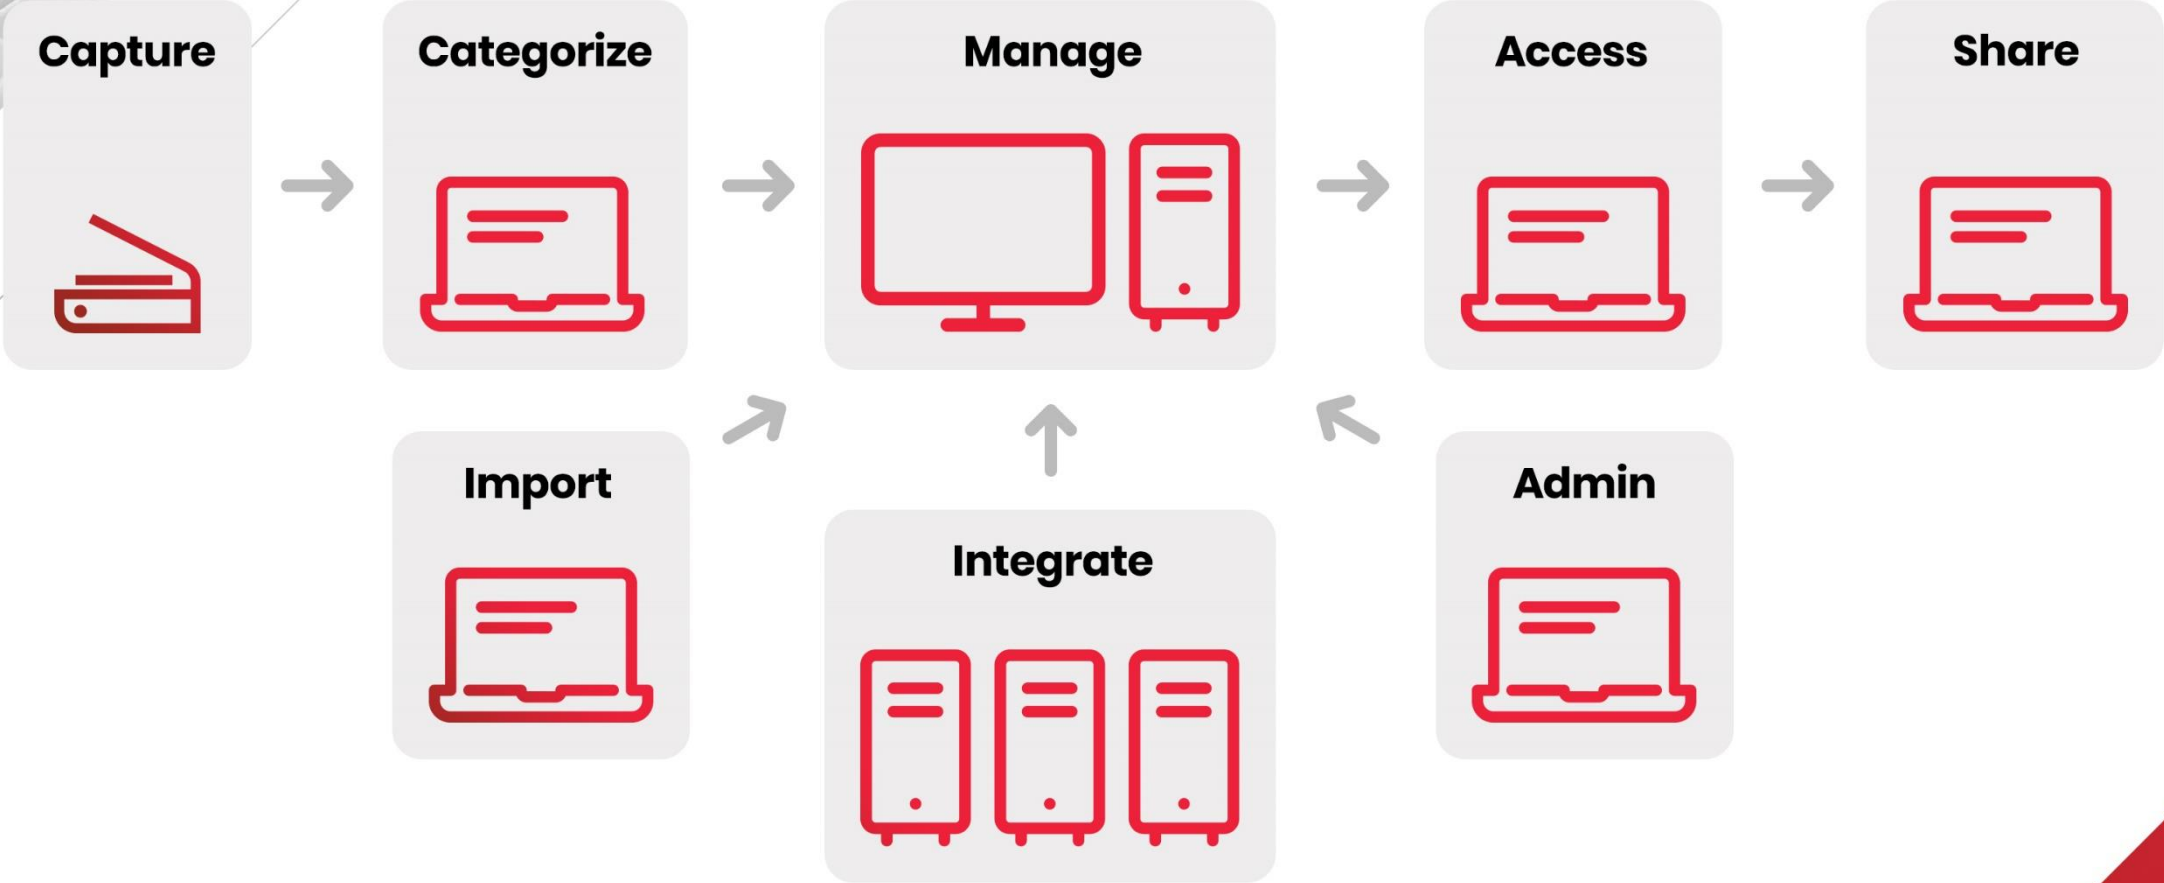 Capture
Categorize
Manage
Access
Share
Import
Integrate
Admin